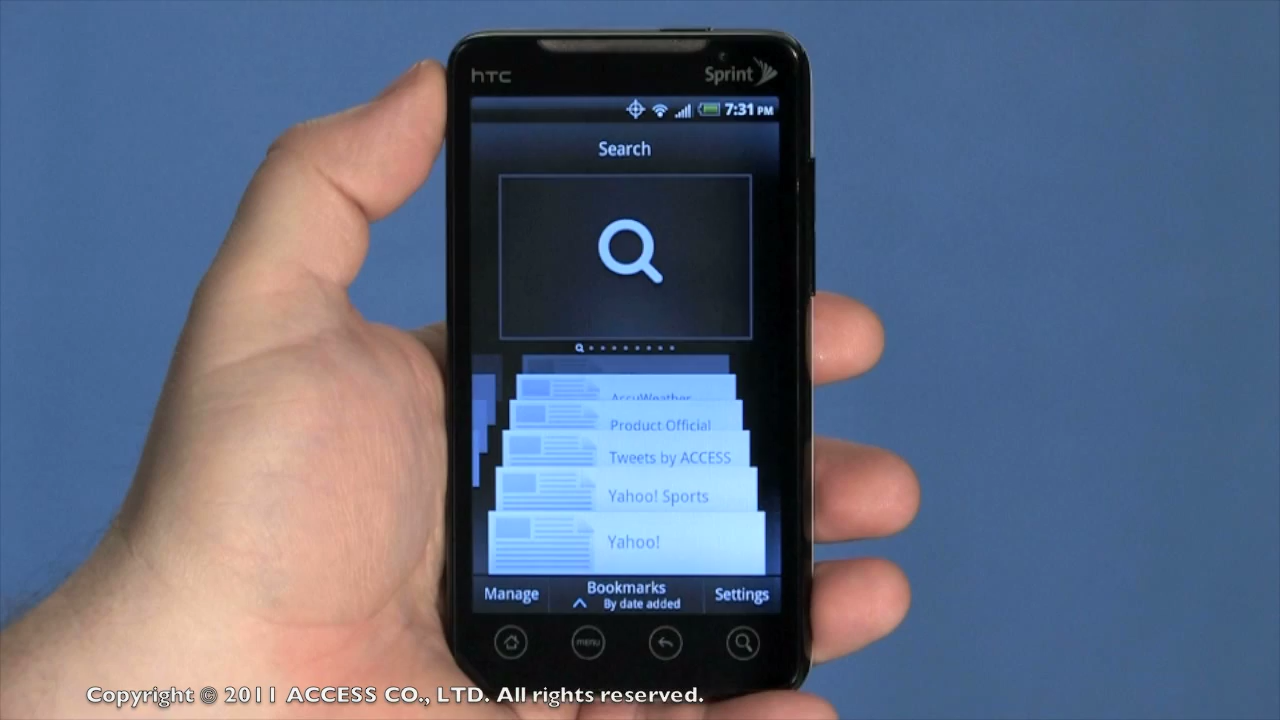 hTC
Sprint
7:31 PM
Search
AccuWeather
Product Official
Tweets by ACCESS
Yahoo! Sports
Yahoo!
Manage
Bookmarks
By date added
Settings
MENU
Copyright © 2011 ACCESS CO., LTD. All rights reserved.